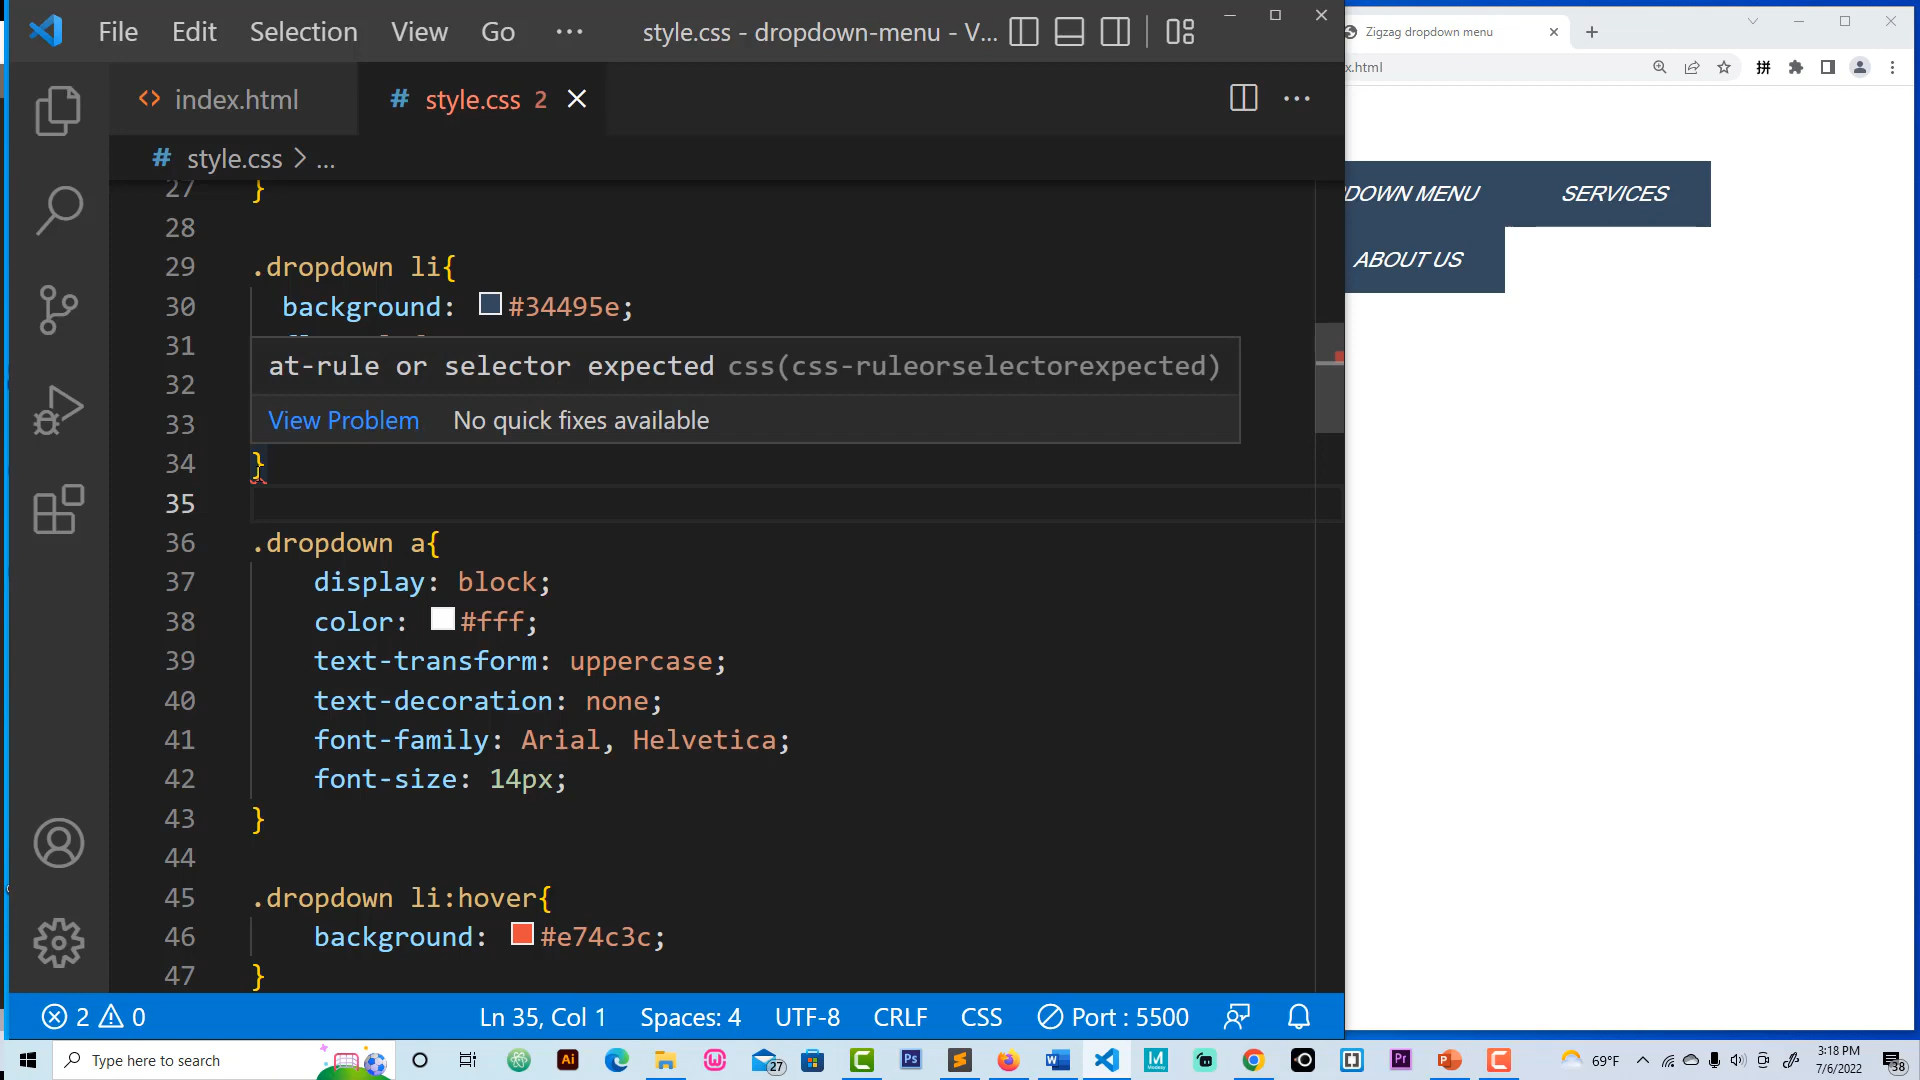 File Edit Selection View Go ··· style.css - dropdown-menu - V...
Zigzag dropdown menu
index.html
# style.css 2
x.html
# style.css > ...
27 }
28
29 .dropdown li{
30 background: #34495e;
31
at-rule or selector expected css(css-ruleorselectorexpected)
32
View Problem No quick fixes available
33
34 }
35
36 .dropdown a{
37 display: block;
38 color: #fff;
39 text-transform: uppercase;
40 text-decoration: none;
41 font-family: Arial, Helvetica;
42 font-size: 14px;
43 }
44
45 .dropdown li:hover{
46 background: #e74c3c;
47 }
2 0 Ln 35, Col 1 Spaces: 4 UTF-8 CRLF CSS Port : 5500
DOWN MENU SERVICES
ABOUT US
Type here to search
Ai
27
Ps
W
M
Pr
P
C
69°F
3:18 PM
7/6/2022
38